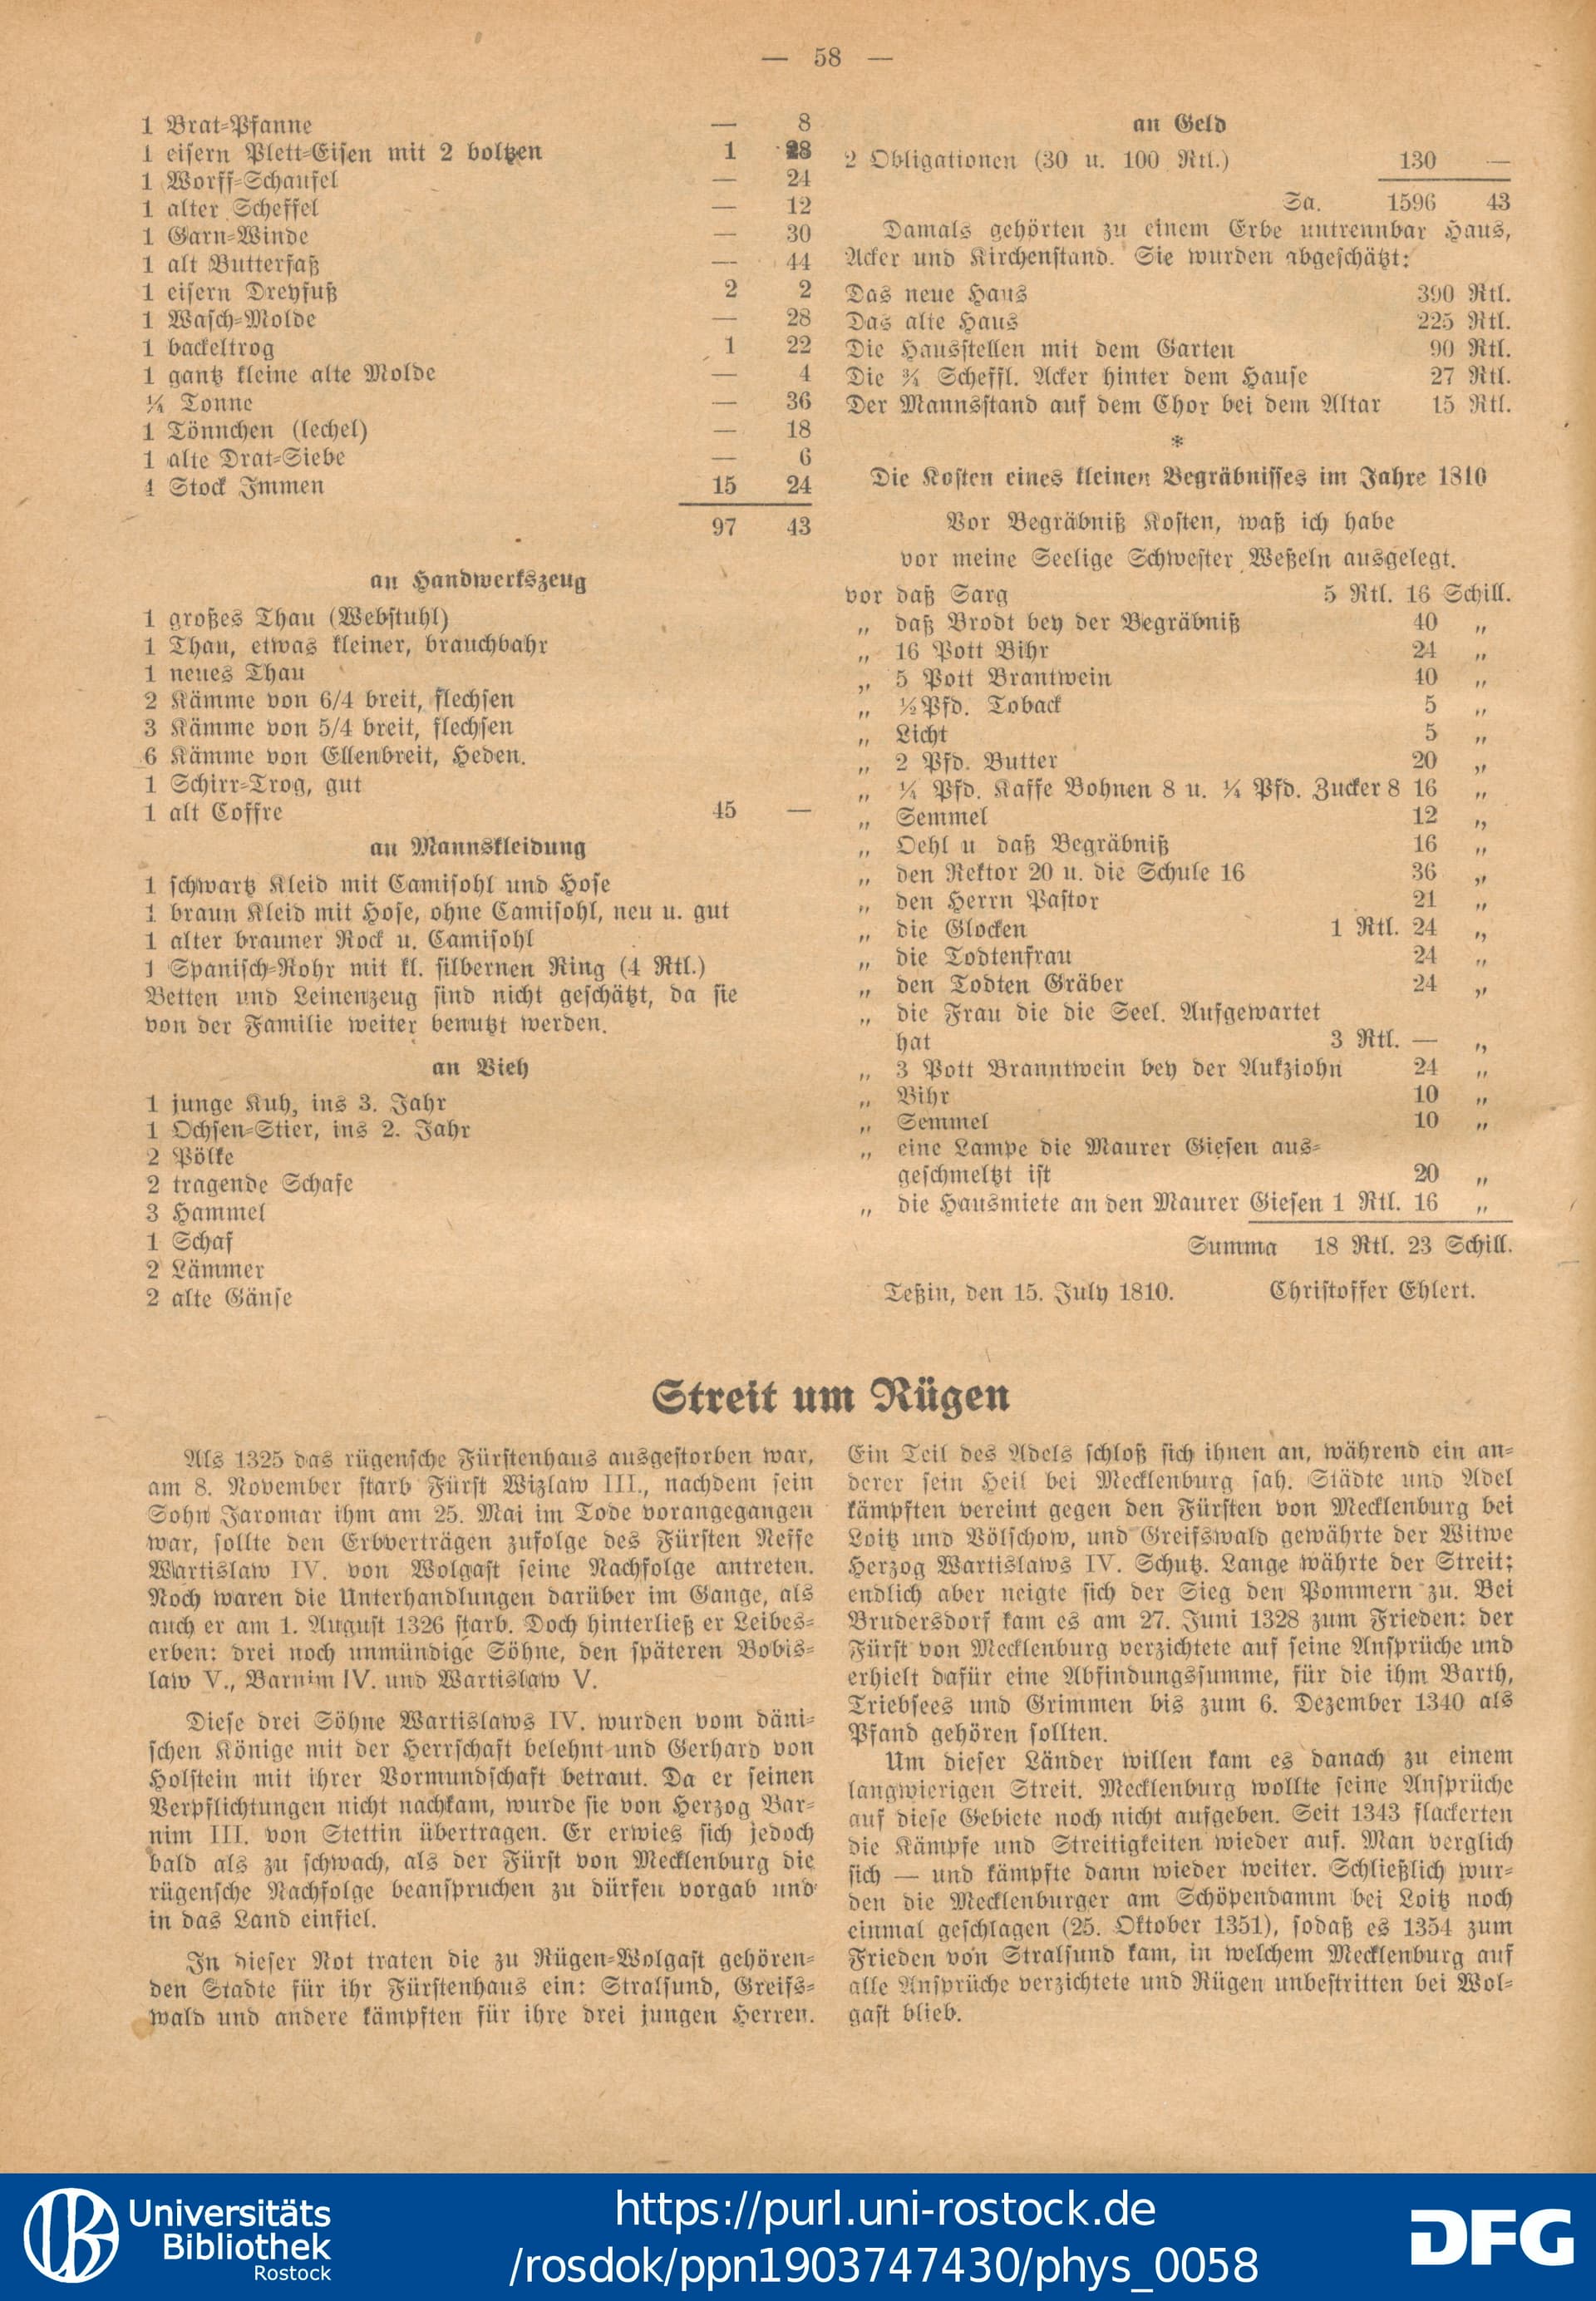 — 58 —
1 Brat-Pfanne — 8
1 eisern Plett-Eisen mit 2 boltzen 1 28
1 Worff-Schaufel — 24
1 alter Scheffel — 12
1 Garn-Winde — 30
1 alt Butterfaß — 44
1 eisern Dreyfuß 2 2
1 Wasch-Molde — 28
1 backeltrog 1 22
1 gantz kleine alte Molde — 4
¼ Tonne — 36
1 Tönnchen (lechel) — 18
1 alte Drat-Siebe — 6
4 Stock Immen 15 24
97 43
an Handwerkszeug
1 großes Thau (Webstuhl)
1 Thau, etwas kleiner, brauchbahr
1 neues Thau
2 Kämme von 6/4 breit, flechsen
3 Kämme von 5/4 breit, flechsen
6 Kämme von Ellenbreit, Heden.
1 Schirr-Trog, gut
1 alt Coffre 45 —
an Mannskleidung
1 schwartz Kleid mit Camisohl und Hose
1 braun Kleid mit Hose, ohne Camisohl, neu u. gut
1 alter brauner Rock u. Camisohl
1 Spanisch-Rohr mit kl. silbernen Ring (4 Rtl.)
Betten und Leinenzeug sind nicht geschätzt, da sie
von der Familie weiter benutzt werden.
an Vieh
1 junge Kuh, ins 3. Jahr
1 Ochsen-Stier, ins 2. Jahr
2 Pölke
2 tragende Schafe
3 Hammel
1 Schaf
2 Lämmer
2 alte Gänse
an Geld
2 Obligationen (30 u. 100 Rtl.) 130 —
Sa. 1596 43
Damals gehörten zu einem Erbe untrennbar Haus,
Acker und Kirchenstand. Sie wurden abgeschätzt:
Das neue Haus 390 Rtl.
Das alte Haus 225 Rtl.
Die Hausstellen mit dem Garten 90 Rtl.
Die ¾ Scheffl. Acker hinter dem Hause 27 Rtl.
Der Mannsstand auf dem Chor bei dem Altar 15 Rtl.
*
Die Kosten eines kleinen Begräbnisses im Jahre 1810
Vor Begräbniß Kosten, waß ich habe
vor meine Seelige Schwester Weßeln ausgelegt.
vor daß Sarg 5 Rtl. 16 Schill.
„ daß Brodt bey der Begräbniß 40 „
„ 16 Pott Bihr 24 „
„ 5 Pott Brantwein 40 „
„ ½ Pfd. Toback 5 „
„ Licht 5 „
„ 2 Pfd. Butter 20 „
„ ¼ Pfd. Kaffe Bohnen 8 u. ¼ Pfd. Zucker 8 16 „
„ Semmel 12 „
„ Oehl u daß Begräbniß 16 „
„ den Rektor 20 u. die Schule 16 36 „
„ den Herrn Pastor 21 „
„ die Glocken 1 Rtl. 24 „
„ die Todtenfrau 24 „
„ den Todten Gräber 24 „
„ die Frau die die Seel. Aufgewartet
hat 3 Rtl. — „
„ 3 Pott Branntwein bey der Aukziohn 24 „
„ Bihr 10 „
„ Semmel 10 „
„ eine Lampe die Maurer Giesen aus-
geschmeltzt ist 20 „
„ die Hausmiete an den Maurer Giesen 1 Rtl. 16 „
Summa 18 Rtl. 23 Schill.
Teßin, den 15. July 1810. Christoffer Ehlert.
Streit um Rügen
Als 1325 das rügensche Fürstenhaus ausgestorben war,
am 8. November starb Fürst Wizlaw III., nachdem sein
Sohn Jaromar ihm am 25. Mai im Tode vorangegangen
war, sollte den Erbverträgen zufolge des Fürsten Neffe
Wartislaw IV. von Wolgast seine Nachfolge antreten.
Noch waren die Unterhandlungen darüber im Gange, als
auch er am 1. August 1326 starb. Doch hinterließ er Leibes-
erben: drei noch unmündige Söhne, den späteren Bobis-
law V., Barnim IV. und Wartislaw V.
Diese drei Söhne Wartislaws IV. wurden vom däni-
schen Könige mit der Herrschaft belehnt und Gerhard von
Holstein mit ihrer Vormundschaft betraut. Da er seinen
Verpflichtungen nicht nachkam, wurde sie von Herzog Bar-
nim III. von Stettin übertragen. Er erwies sich jedoch
bald als zu schwach, als der Fürst von Mecklenburg die
rügensche Nachfolge beanspruchen zu dürfen vorgab und
in das Land einfiel.
In dieser Not traten die zu Rügen-Wolgast gehören-
den Städte für ihr Fürstenhaus ein: Stralsund, Greifs-
wald und andere kämpften für ihre drei jungen Herren.
Ein Teil des Adels schloß sich ihnen an, während ein an-
derer sein Heil bei Mecklenburg sah. Städte und Adel
kämpften vereint gegen den Fürsten von Mecklenburg bei
Loitz und Völschow, und Greifswald gewährte der Witwe
Herzog Wartislaws IV. Schutz. Lange währte der Streit;
endlich aber neigte sich der Sieg den Pommern zu. Bei
Brudersdorf kam es am 27. Juni 1328 zum Frieden: der
Fürst von Mecklenburg verzichtete auf seine Ansprüche und
erhielt dafür eine Abfindungssumme, für die ihm Barth,
Triebsees und Grimmen bis zum 6. Dezember 1340 als
Pfand gehören sollten.
Um dieser Länder willen kam es danach zu einem
langwierigen Streit. Mecklenburg wollte seine Ansprüche
auf diese Gebiete noch nicht aufgeben. Seit 1343 flackerten
die Kämpfe und Streitigkeiten wieder auf. Man verglich
sich — und kämpfte dann wieder weiter. Schließlich wur-
den die Mecklenburger am Schöpendamm bei Loitz noch
einmal geschlagen (25. Oktober 1351), sodaß es 1354 zum
Frieden von Stralsund kam, in welchem Mecklenburg auf
alle Ansprüche verzichtete und Rügen unbestritten bei Wol-
gast blieb.
Universitäts
Bibliothek
Rostock
https://purl.uni-rostock.de
/rosdok/ppn1903747430/phys_0058
DFG